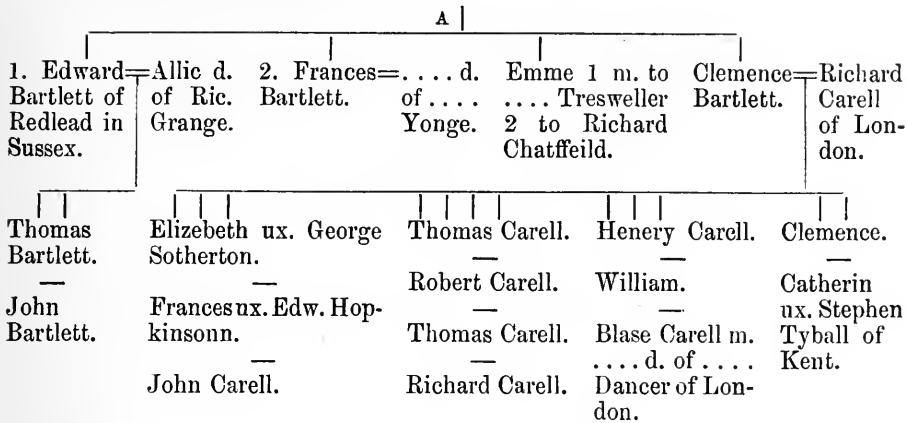 A
1. Edward=Allic d.
Bartlett of
of Ric.
Redlead in
Grange.
Sussex.
2. Frances=. . . . d.
Bartlett.
of . . . .
Yonge.
Emme 1 m. to
. . . . Tresweller
2 to Richard
Chatffeild.
Clemence=Richard
Bartlett.
Carell
of Lon-
don.
Thomas
Bartlett.
—
John
Bartlett.
Elizebeth ux. George
Sotherton.
—
Frances ux. Edw. Hop-
kinsonn.
—
John Carell.
Thomas Carell.
—
Robert Carell.
—
Thomas Carell.
—
Richard Carell.
Henery Carell.
—
William.
—
Blase Carell m.
. . . . d. of . . . .
Dancer of Lon-
don.
Clemence.
—
Catherin
ux. Stephen
Tyball of
Kent.